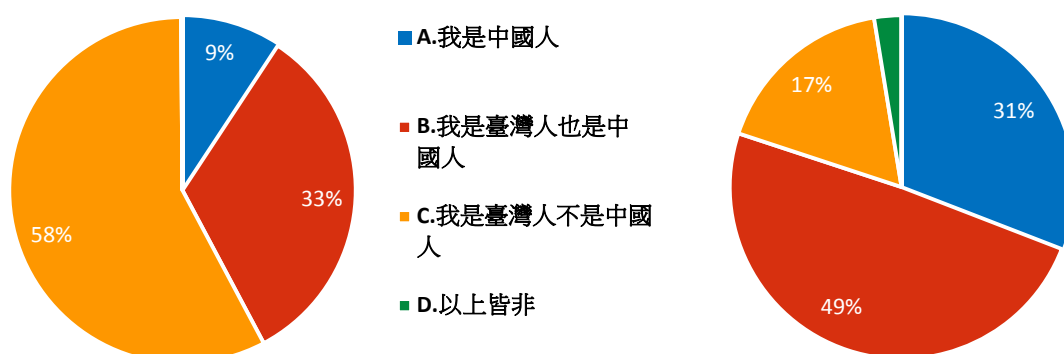 9%
33%
58%
A.我是中國人
B.我是臺灣人也是中
國人
C.我是臺灣人不是中國
人
D.以上皆非
17%
31%
49%